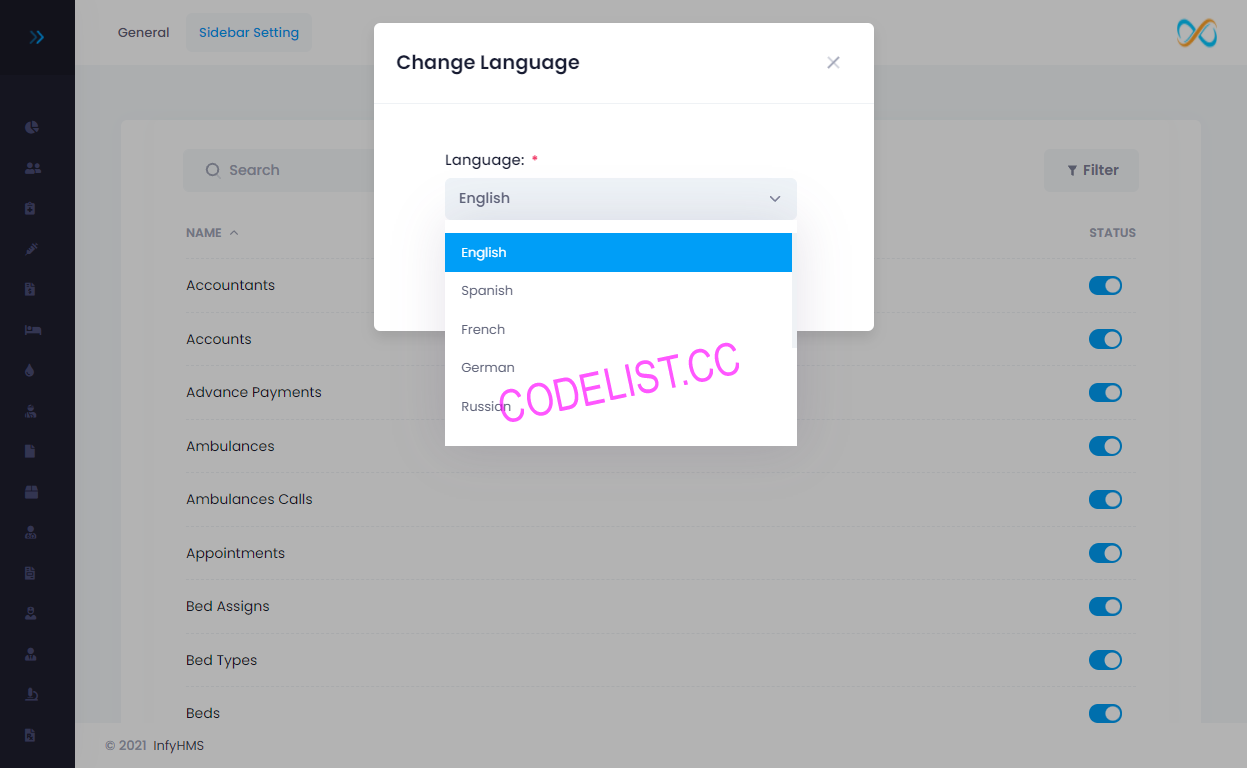 General Sidebar Setting
Change Language
Language: *
English
English
Spanish
French
German
Russian
CODELIST.CC
Search
Filter
NAME STATUS
Accountants
Accounts
Advance Payments
Ambulances
Ambulances Calls
Appointments
Bed Assigns
Bed Types
Beds
© 2021 InfyHMS